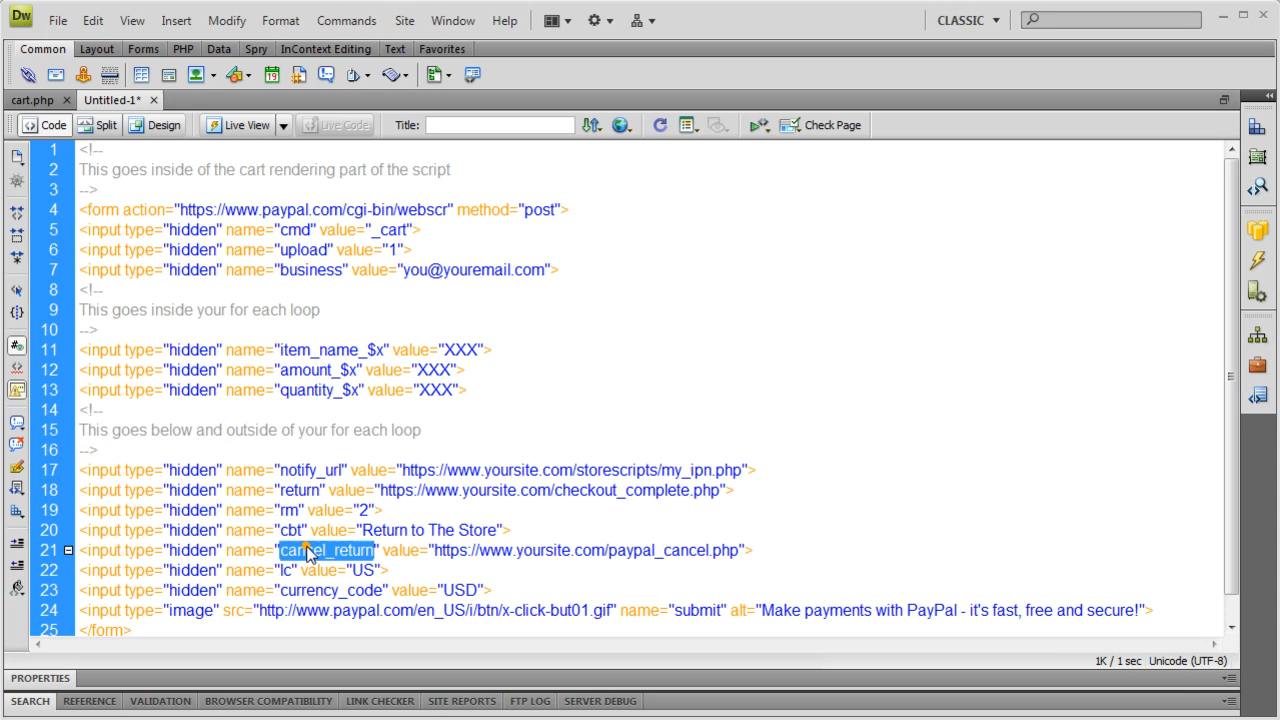 Dw File Edit View Insert Modify Format Commands Site Window Help CLASSIC
Common Layout Forms PHP Data Spry InContext Editing Text Favorites
cart.php × Untitled-1* ×
Code Split Design Live View Live Code Title: Check Page
1 <!--
2 This goes inside of the cart rendering part of the script
3 -->
4 <form action="https://www.paypal.com/cgi-bin/webscr" method="post">
5 <input type="hidden" name="cmd" value="_cart">
6 <input type="hidden" name="upload" value="1">
7 <input type="hidden" name="business" value="you@youremail.com">
8 <!--
9 This goes inside your for each loop
10 -->
11 <input type="hidden" name="item_name_$x" value="XXX">
12 <input type="hidden" name="amount_$x" value="XXX">
13 <input type="hidden" name="quantity_$x" value="XXX">
14 <!--
15 This goes below and outside of your for each loop
16 -->
17 <input type="hidden" name="notify_url" value="https://www.yoursite.com/storescripts/my_ipn.php">
18 <input type="hidden" name="return" value="https://www.yoursite.com/checkout_complete.php">
19 <input type="hidden" name="rm" value="2">
20 <input type="hidden" name="cbt" value="Return to The Store">
21 <input type="hidden" name="cancel_return" value="https://www.yoursite.com/paypal_cancel.php">
22 <input type="hidden" name="lc" value="US">
23 <input type="hidden" name="currency_code" value="USD">
24 <input type="image" src="http://www.paypal.com/en_US/i/btn/x-click-but01.gif" name="submit" alt="Make payments with PayPal - it's fast, free and secure!">
25 </form>
1K / 1 sec Unicode (UTF-8)
PROPERTIES
SEARCH REFERENCE VALIDATION BROWSER COMPATIBILITY LINK CHECKER SITE REPORTS FTP LOG SERVER DEBUG